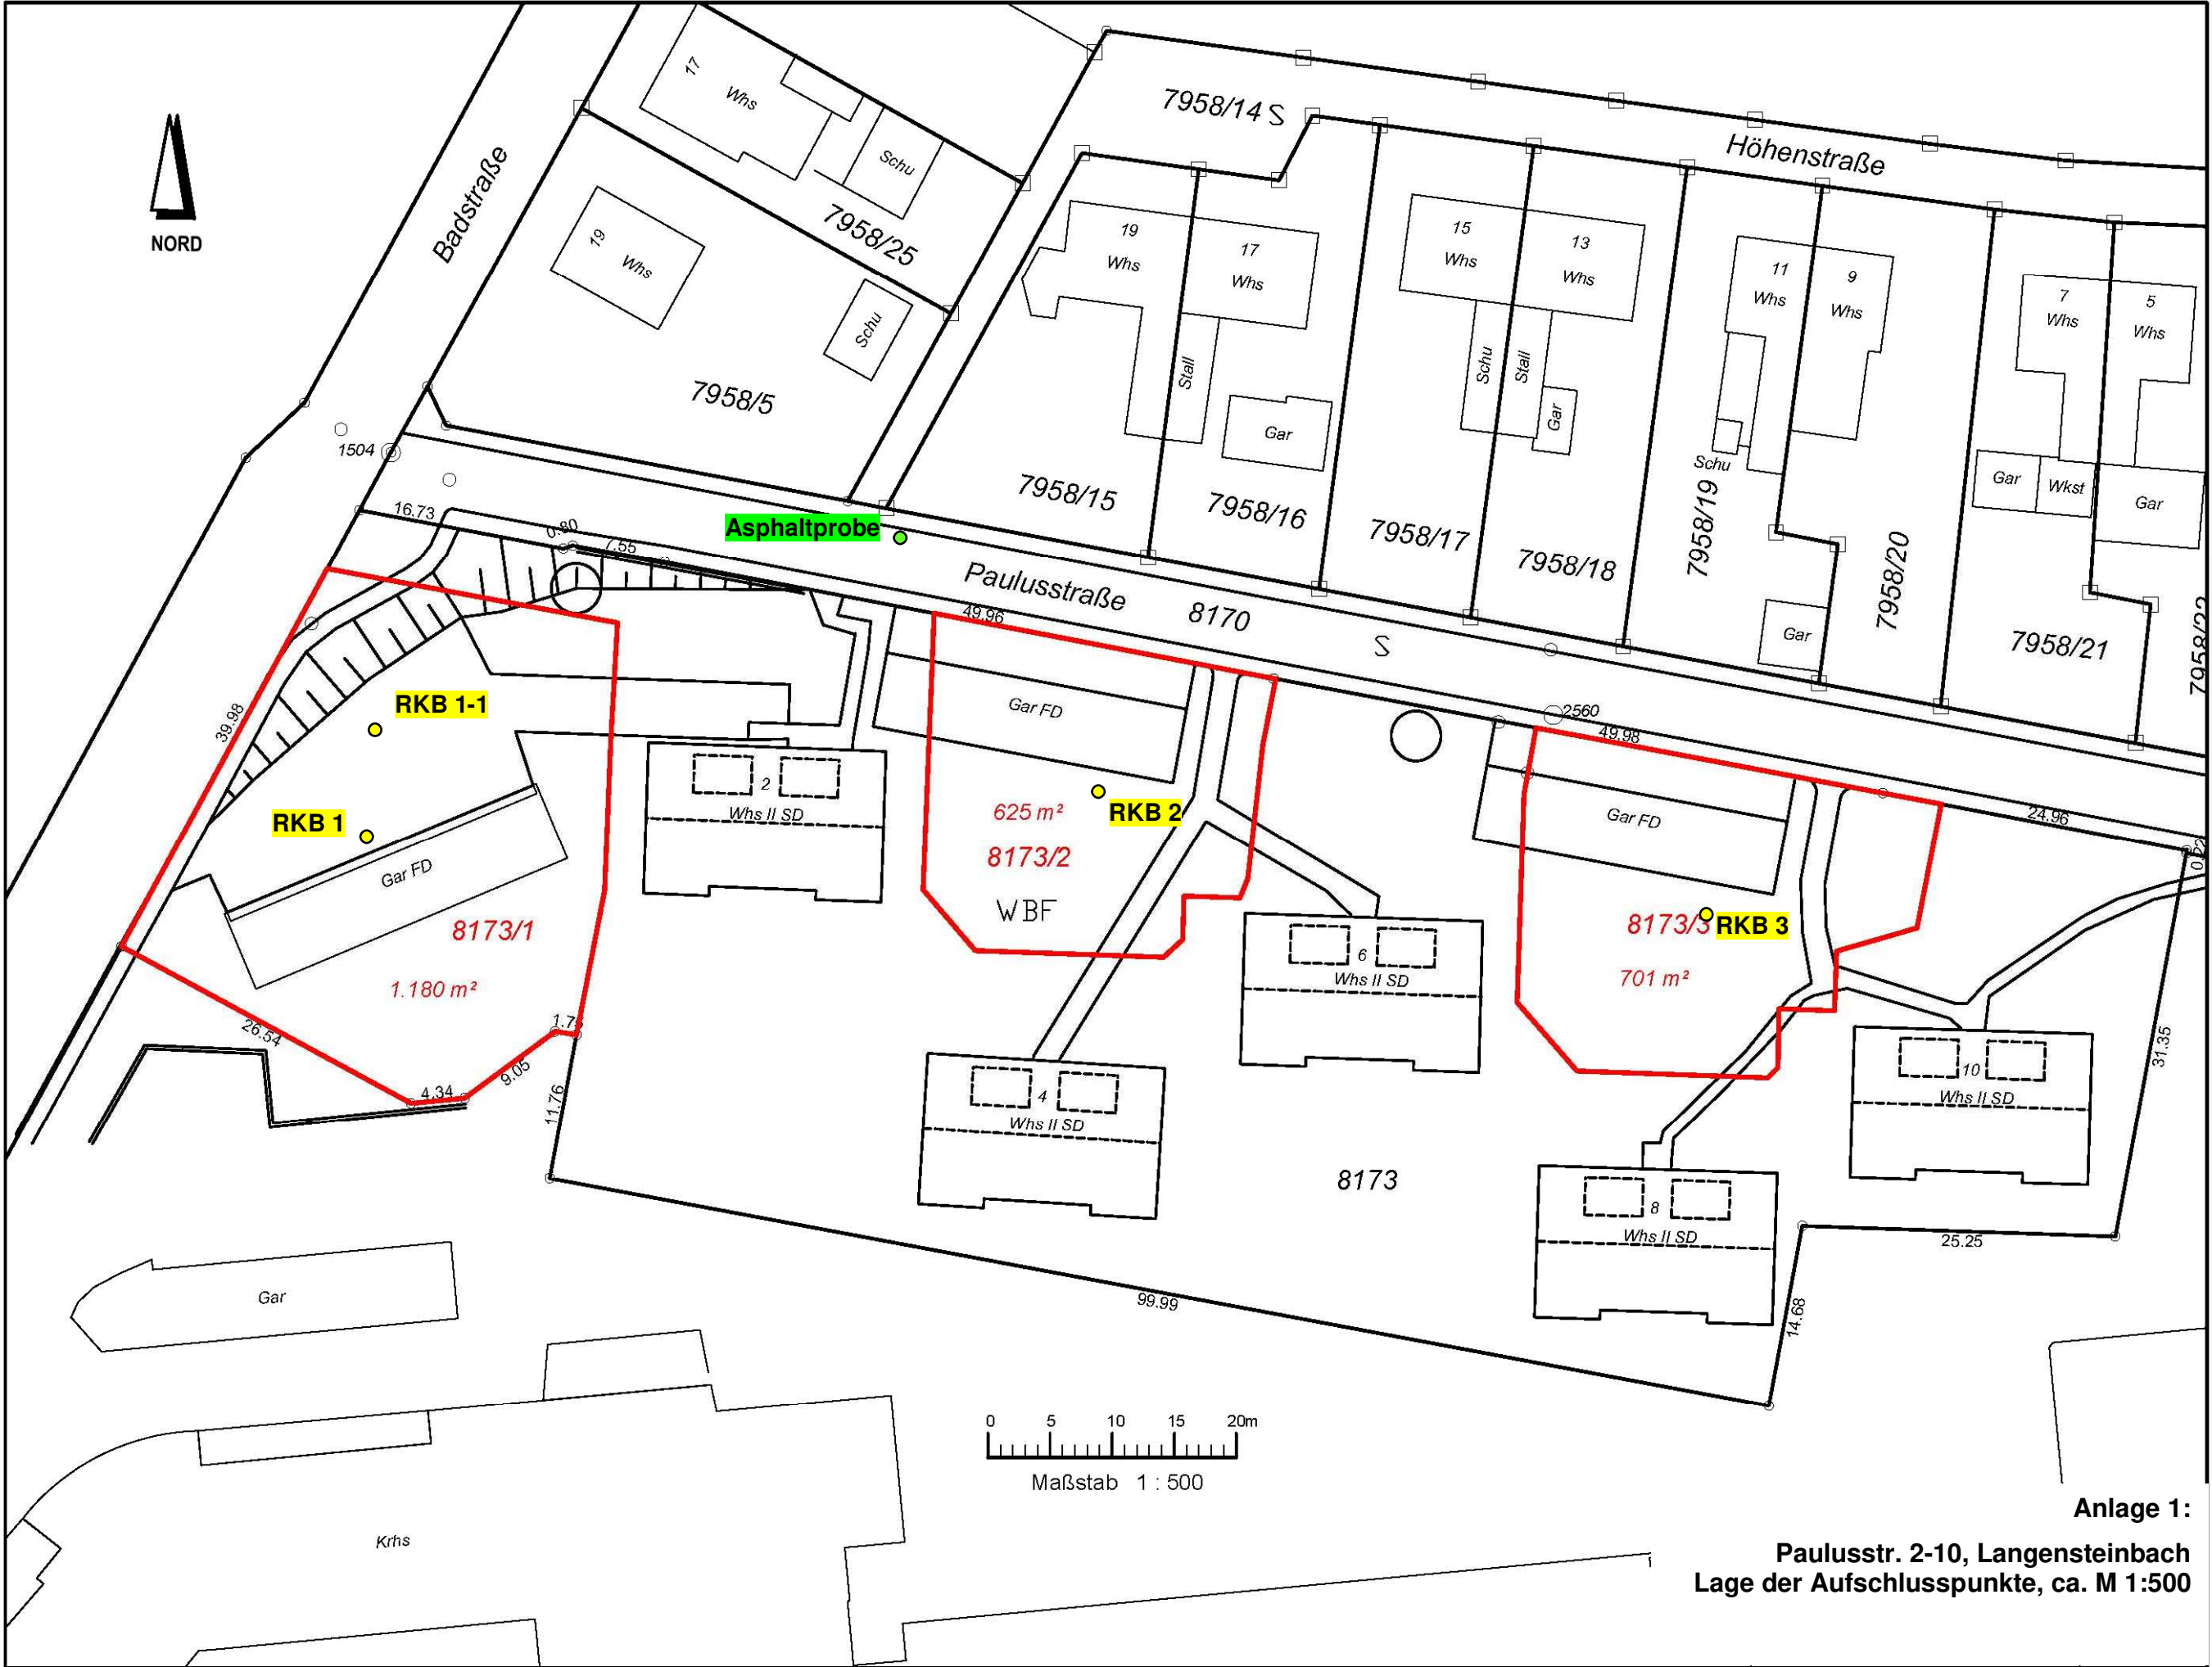 NORD
Badstraße
17
Whs
Schu
7958/25
19
Whs
Schu
7958/5
7958/14 S
Höhenstraße
19
Whs
17
Whs
Stall
Gar
15
Whs
13
Whs
Schu
Stall
Gar
11
Whs
9
Whs
Schu
Gar
7
Whs
5
Whs
Gar
Wkst
Gar
7958/15
7958/16
7958/17
7958/18
7958/19
7958/20
7958/21
1504
16.73
0.80
7.55
Asphaltprobe
Paulusstraße
8170
S
49.96
2560
49.98
24.96
39.98
RKB 1-1
RKB 1
Gar FD
8173/1
1.180 m²
26.54
4.34
9.05
1.75
11.76
2
Whs II SD
Gar FD
625 m²
RKB 2
8173/2
WBF
4
Whs II SD
6
Whs II SD
Gar FD
8173/3
RKB 3
701 m²
8
Whs II SD
10
Whs II SD
31.35
8173
99.99
14.68
25.25
Gar
Krhs
0 5 10 15 20m
Maßstab 1 : 500
Anlage 1:
Paulusstr. 2-10, Langensteinbach
Lage der Aufschlusspunkte, ca. M 1:500